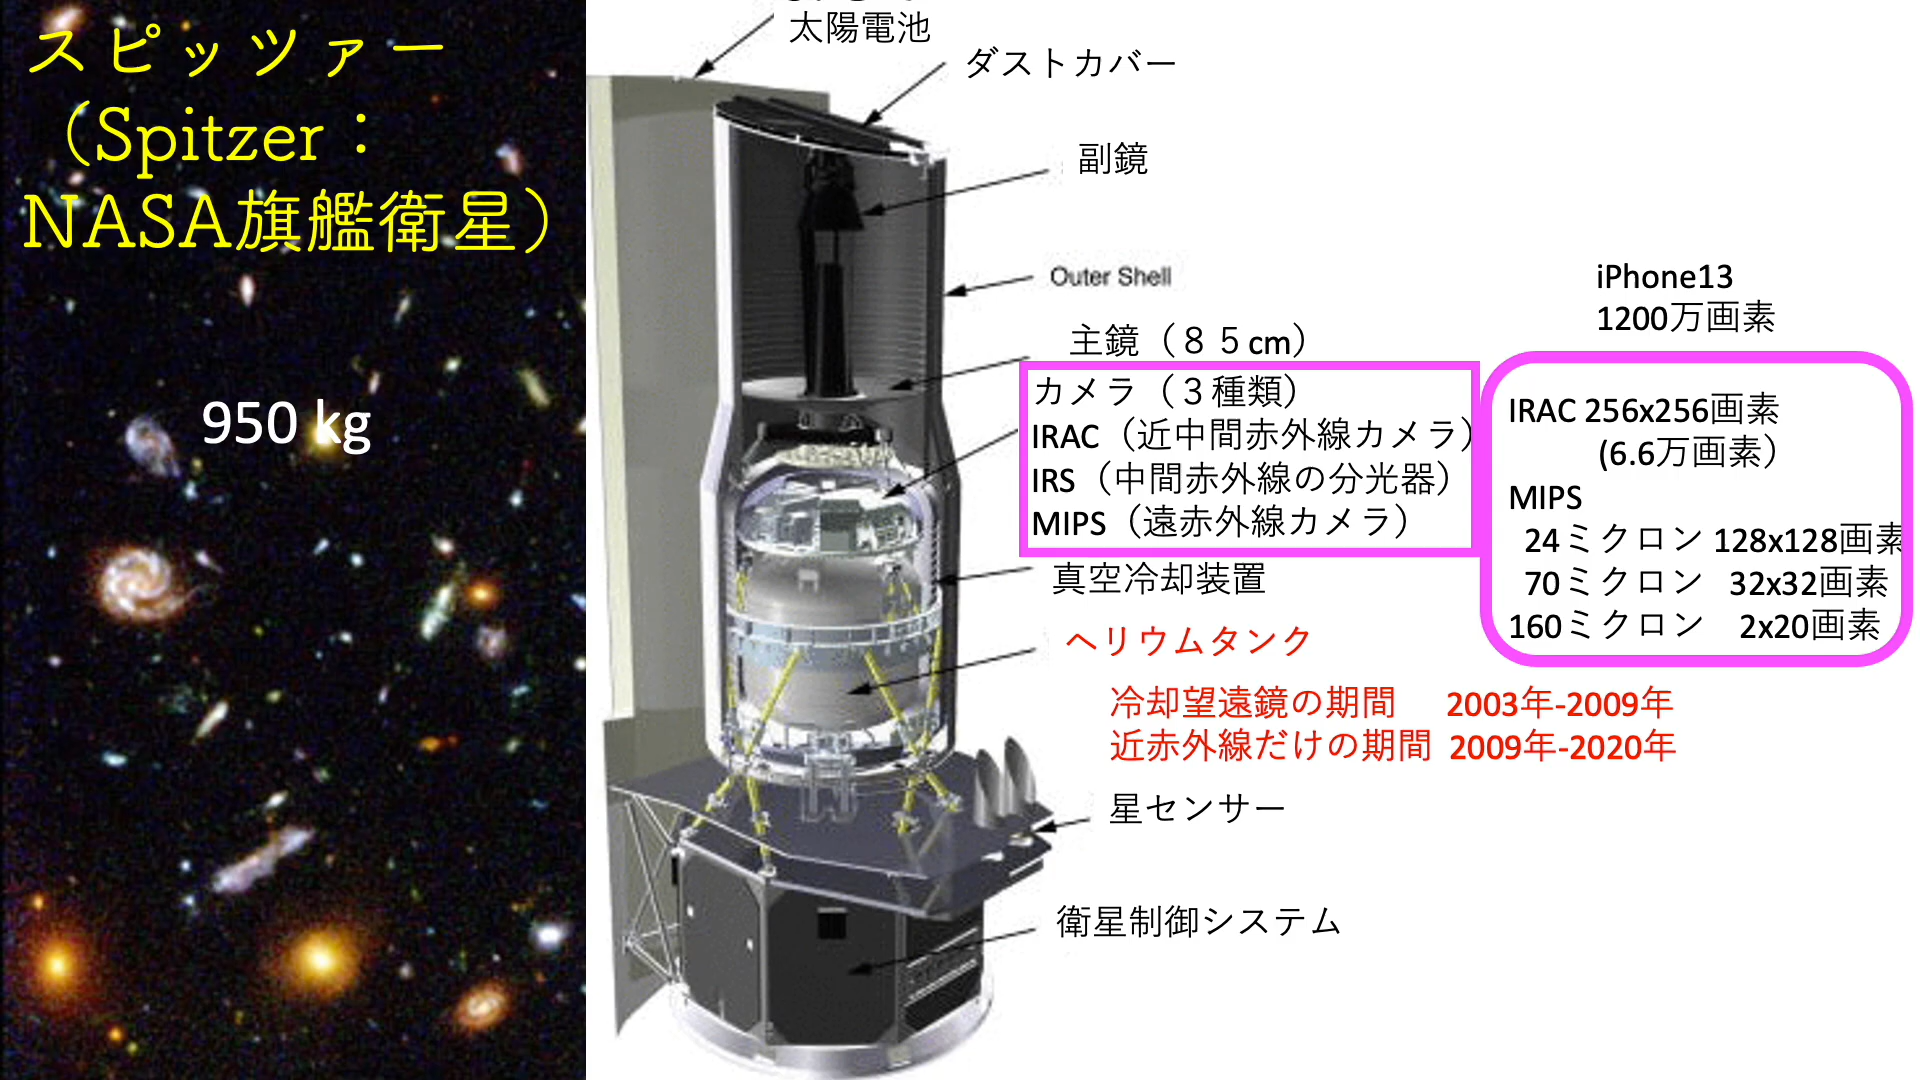 スピッツァー
（Spitzer：
NASA旗艦衛星）
950 kg
太陽電池
ダストカバー
副鏡
Outer Shell
主鏡（８５cm）
カメラ（３種類）
IRAC（近中間赤外線カメラ）
IRS（中間赤外線の分光器）
MIPS（遠赤外線カメラ）
真空冷却装置
ヘリウムタンク
冷却望遠鏡の期間　2003年-2009年
近赤外線だけの期間 2009年-2020年
星センサー
衛星制御システム
iPhone13
1200万画素
IRAC 256x256画素
(6.6万画素）
MIPS
24ミクロン 128x128画素
70ミクロン 32x32画素
160ミクロン 2x20画素